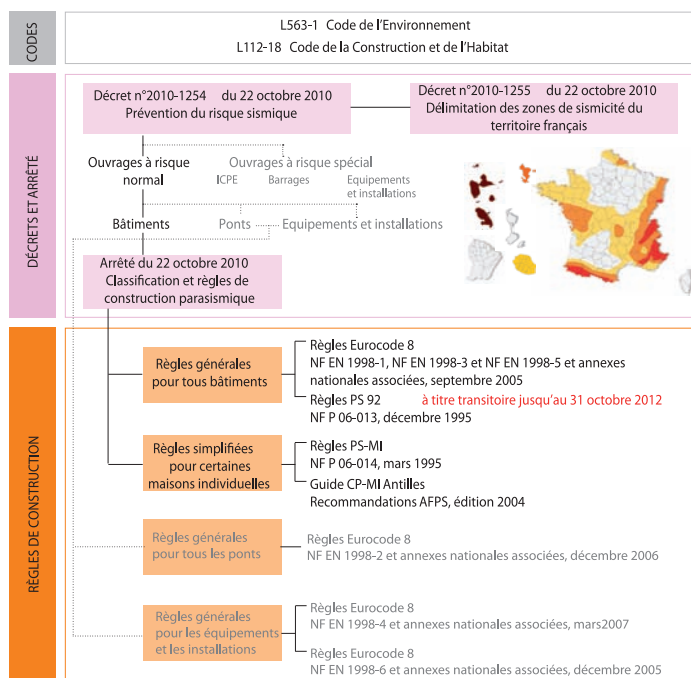 CODES
L563-1 Code de l'Environnement
L112-18 Code de la Construction et de l'Habitat
DÉCRETS ET ARRÊTÉ
Décret n°2010-1254 du 22 octobre 2010
Prévention du risque sismique
Décret n°2010-1255 du 22 octobre 2010
Délimitation des zones de sismicité du
territoire français
Ouvrages à risque
normal
Ouvrages à risque spécial
ICPE Barrages Equipements
et installations
Bâtiments Ponts Equipements et installations
Arrêté du 22 octobre 2010
Classification et règles de
construction parasismique
RÈGLES DE CONSTRUCTION
Règles générales
pour tous bâtiments
Règles Eurocode 8
NF EN 1998-1, NF EN 1998-3 et NF EN 1998-5 et annexes
nationales associées, septembre 2005
Règles PS 92 à titre transitoire jusqu'au 31 octobre 2012
NF P 06-013, décembre 1995
Règles simplifiées
pour certaines
maisons individuelles
Règles PS-MI
NF P 06-014, mars 1995
Guide CP-MI Antilles
Recommandations AFPS, édition 2004
Règles générales
pour tous les ponts
Règles Eurocode 8
NF EN 1998-2 et annexes nationales associées, décembre 2006
Règles générales
pour les équipements
et les installations
Règles Eurocode 8
NF EN 1998-4 et annexes nationales associées, mars2007
Règles Eurocode 8
NF EN 1998-6 et annexes nationales associées, décembre 2005